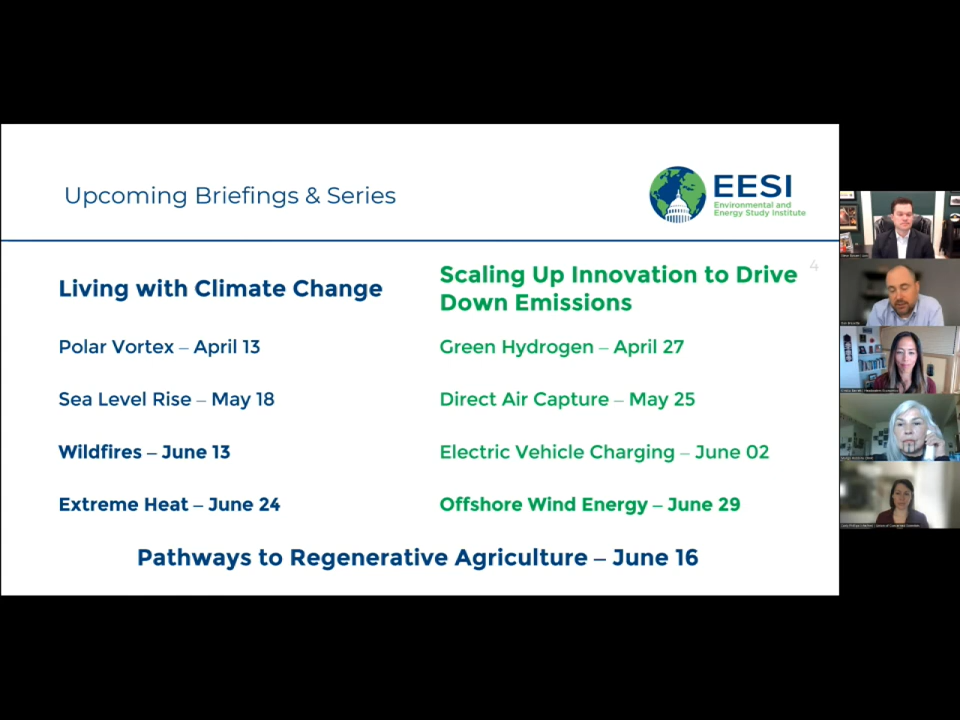 Upcoming Briefings & Series
EESI
Environmental and
Energy Study Institute
4
Living with Climate Change
Polar Vortex – April 13
Sea Level Rise – May 18
Wildfires – June 13
Extreme Heat – June 24
Scaling Up Innovation to Drive
Down Emissions
Green Hydrogen – April 27
Direct Air Capture – May 25
Electric Vehicle Charging – June 02
Offshore Wind Energy – June 29
Pathways to Regenerative Agriculture – June 16